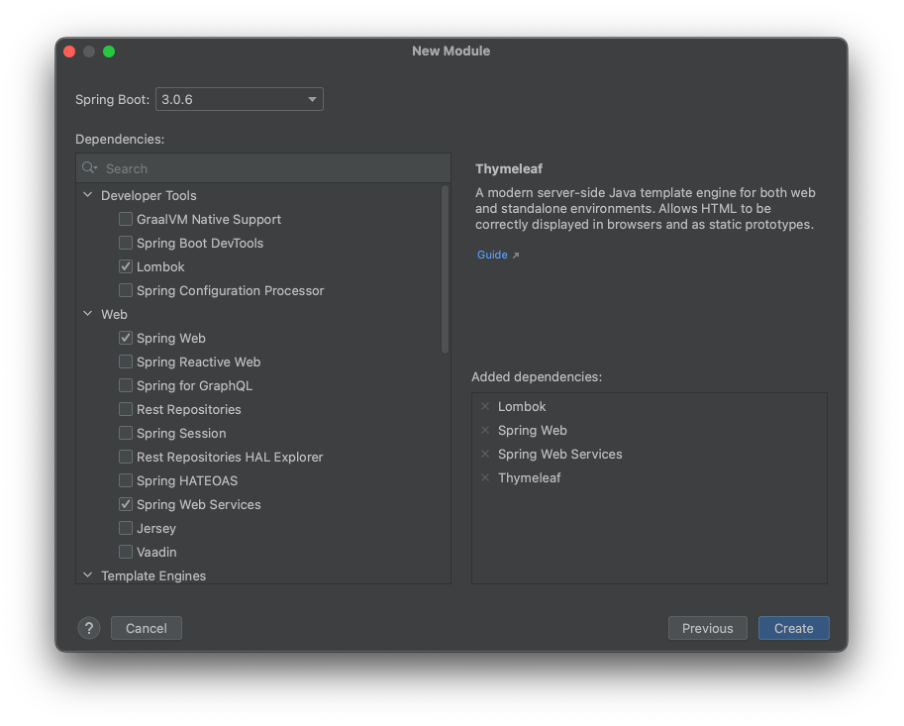 New Module
Spring Boot: 3.0.6
Dependencies:
Search
Developer Tools
GraalVM Native Support
Spring Boot DevTools
Lombok
Spring Configuration Processor
Web
Spring Web
Spring Reactive Web
Spring for GraphQL
Rest Repositories
Spring Session
Rest Repositories HAL Explorer
Spring HATEOAS
Spring Web Services
Jersey
Vaadin
Template Engines
Thymeleaf
A modern server-side Java template engine for both web
and standalone environments. Allows HTML to be
correctly displayed in browsers and as static prototypes.
Guide ↗
Added dependencies:
Lombok
Spring Web
Spring Web Services
Thymeleaf
?
Cancel
Previous
Create